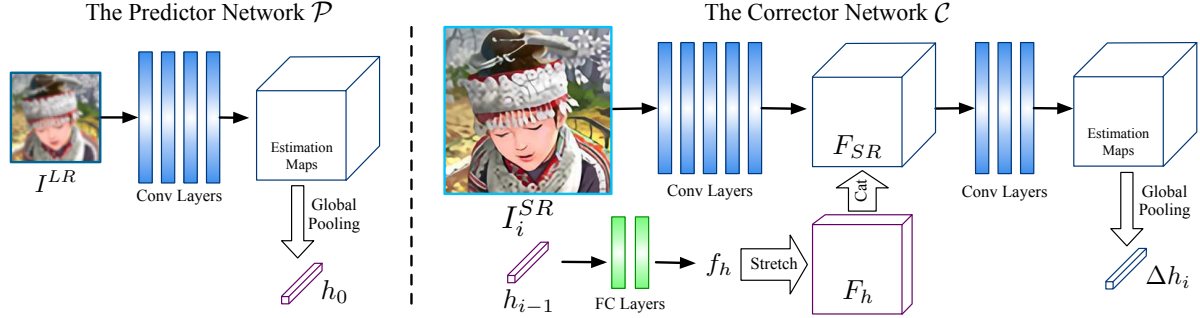 The Predictor Network 𝒫
I^{LR}
Conv Layers
Estimation
Maps
Global
Pooling
h_0
The Corrector Network 𝒞
I_i^{SR}
Conv Layers
F_{SR}
Conv Layers
Estimation
Maps
Cat
Global
Pooling
h_{i-1}
FC Layers
f_h
Stretch
F_h
Δh_i